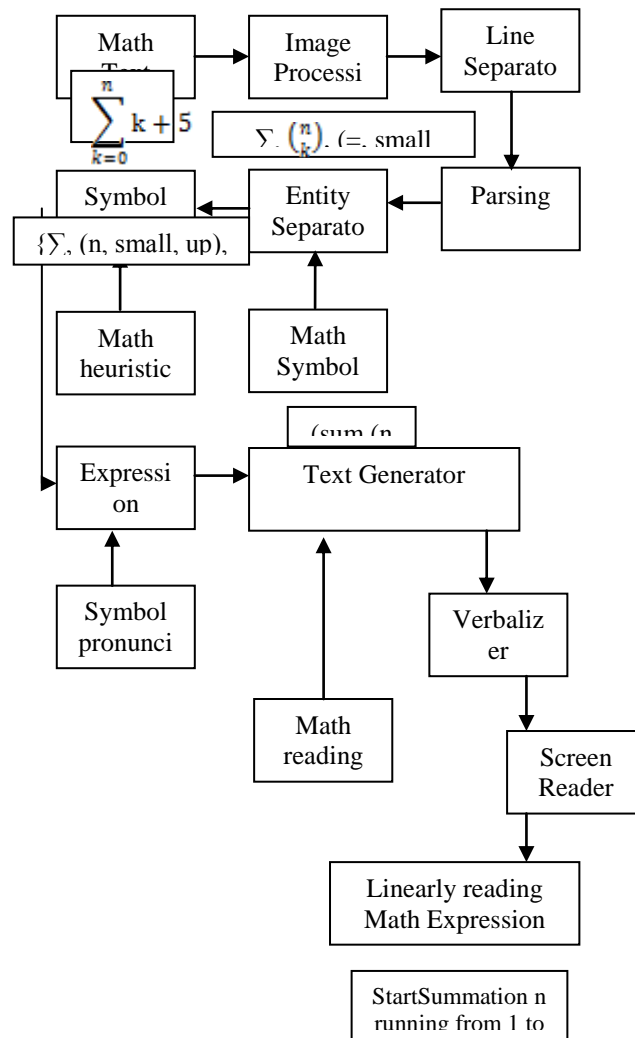 Math
Text
Image
Processi
Line
Separato
n
∑ k + 5
k=0
∑, (n k), (=, small
Symbol
Entity
Separato
Parsing
{∑, (n, small, up),
Math
heuristic
Math
Symbol
(sum (n
Expressi
on
Text Generator
Symbol
pronunci
Verbaliz
er
Math
reading
Screen
Reader
Linearly reading
Math Expression
StartSummation n
running from 1 to